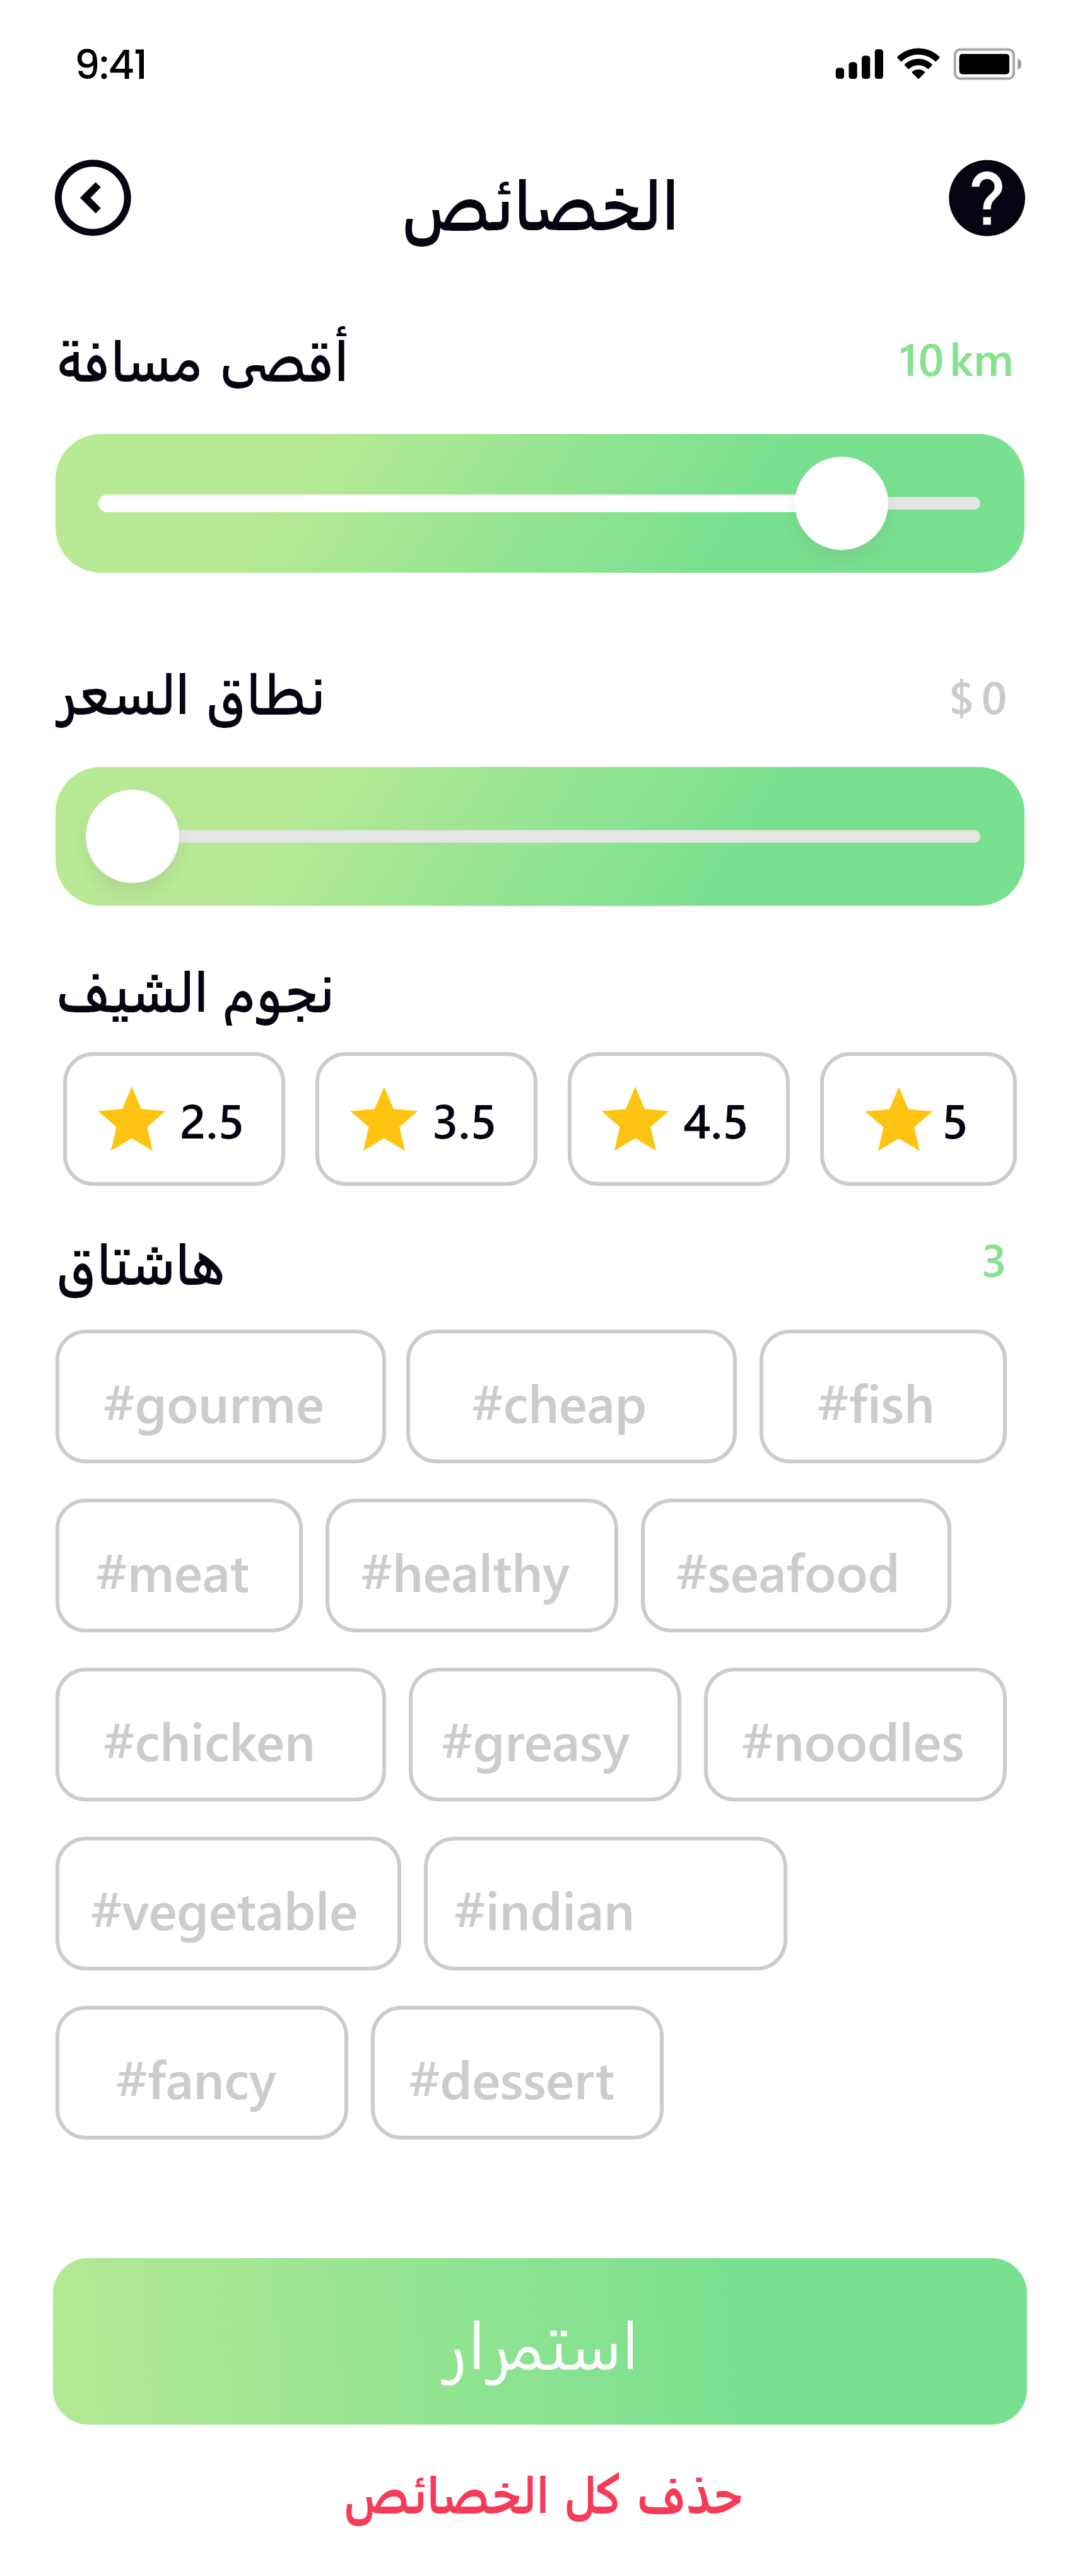 9:41
الخصائص
أقصى مسافة
10 km
نطاق السعر
$ 0
نجوم الشيف
2.5 3.5 4.5 5
هاشتاق
3
#gourme #cheap #fish
#meat #healthy #seafood
#chicken #greasy #noodles
#vegetable #indian
#fancy #dessert
استمرار
حذف كل الخصائص